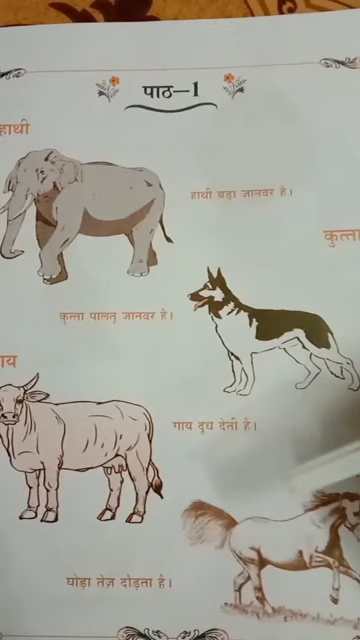 पाठ—1
हाथी
हाथी बड़ा जानवर है।
कुत्ता
कुत्ता पालतू जानवर है।
गाय दूध देती है।
घोड़ा तेज़ दौड़ता है।